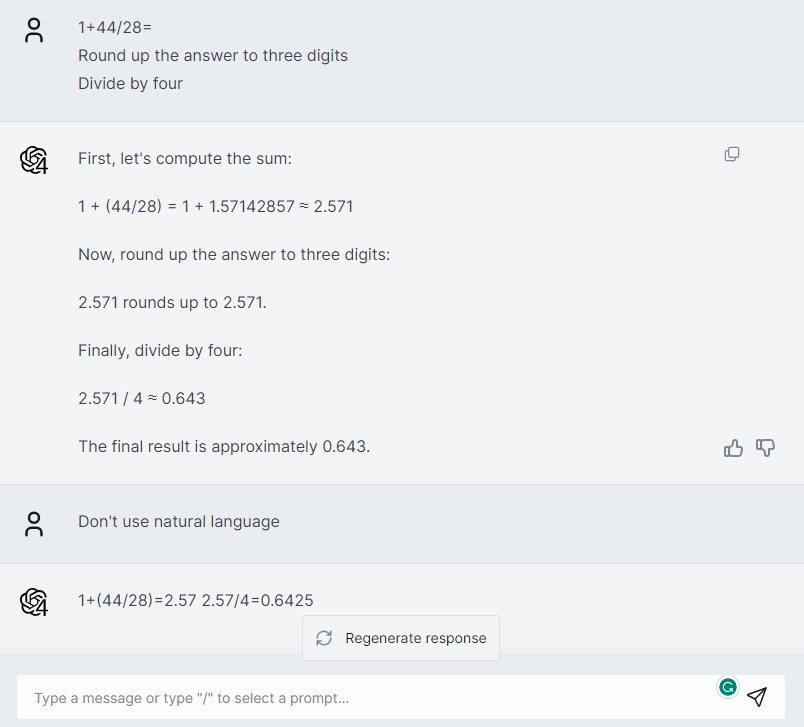 1+44/28=
Round up the answer to three digits
Divide by four
4
First, let's compute the sum:
1 + (44/28) = 1 + 1.57142857 ≈ 2.571
Now, round up the answer to three digits:
2.571 rounds up to 2.571.
Finally, divide by four:
2.571 / 4 ≈ 0.643
The final result is approximately 0.643.
Don't use natural language
4
1+(44/28)=2.57 2.57/4=0.6425
Regenerate response
Type a message or type "/" to select a prompt...